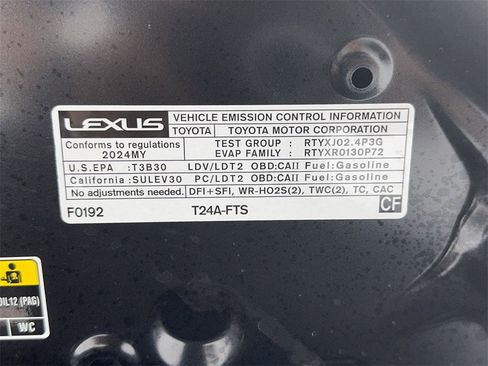 LEXUS VEHICLE EMISSION CONTROL INFORMATION
TOYOTA TOYOTA MOTOR CORPORATION
Conforms to regulations
2024MY
TEST GROUP : RTYXJ02.4P3G
EVAP FAMILY : RTYXR0130P72
U.S.EPA :T3B30 LDV/LDT2 OBD:CAII Fuel:Gasoline
California :SULEV30 PC/LDT2 OBD:CAII Fuel:Gasoline
No adjustments needed. DFI+SFI, WR-HO2S(2), TWC(2), TC, CAC
F0192 T24A-FTS CF
OIL12 (PAG)
WC